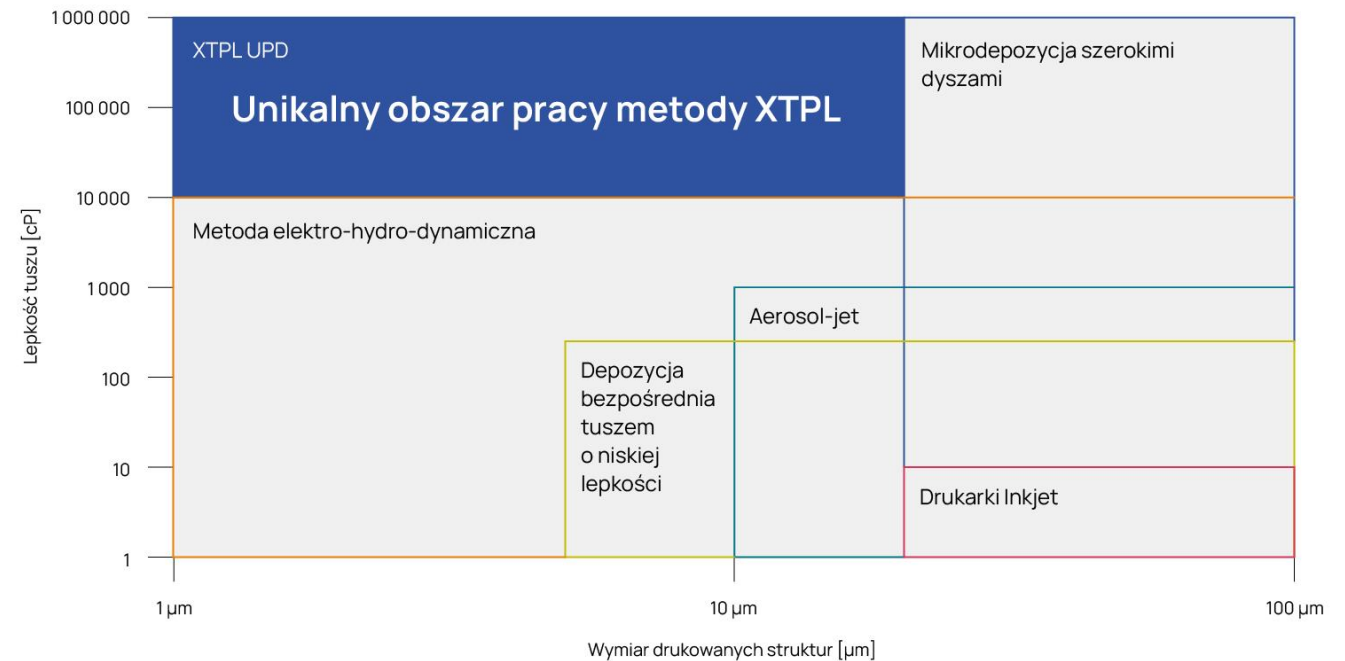 1 000 000
100 000
10 000
1 000
100
10
1
Lepkość tuszu [cP]
XTPL UPD
Unikalny obszar pracy metody XTPL
Mikrodepozycja szerokimi
dyszami
Metoda elektro-hydro-dynamiczna
Aerosol-jet
Depozycja
bezpośrednia
tuszem
o niskiej
lepkości
Drukarki Inkjet
1 µm
10 µm
100 µm
Wymiar drukowanych struktur [µm]